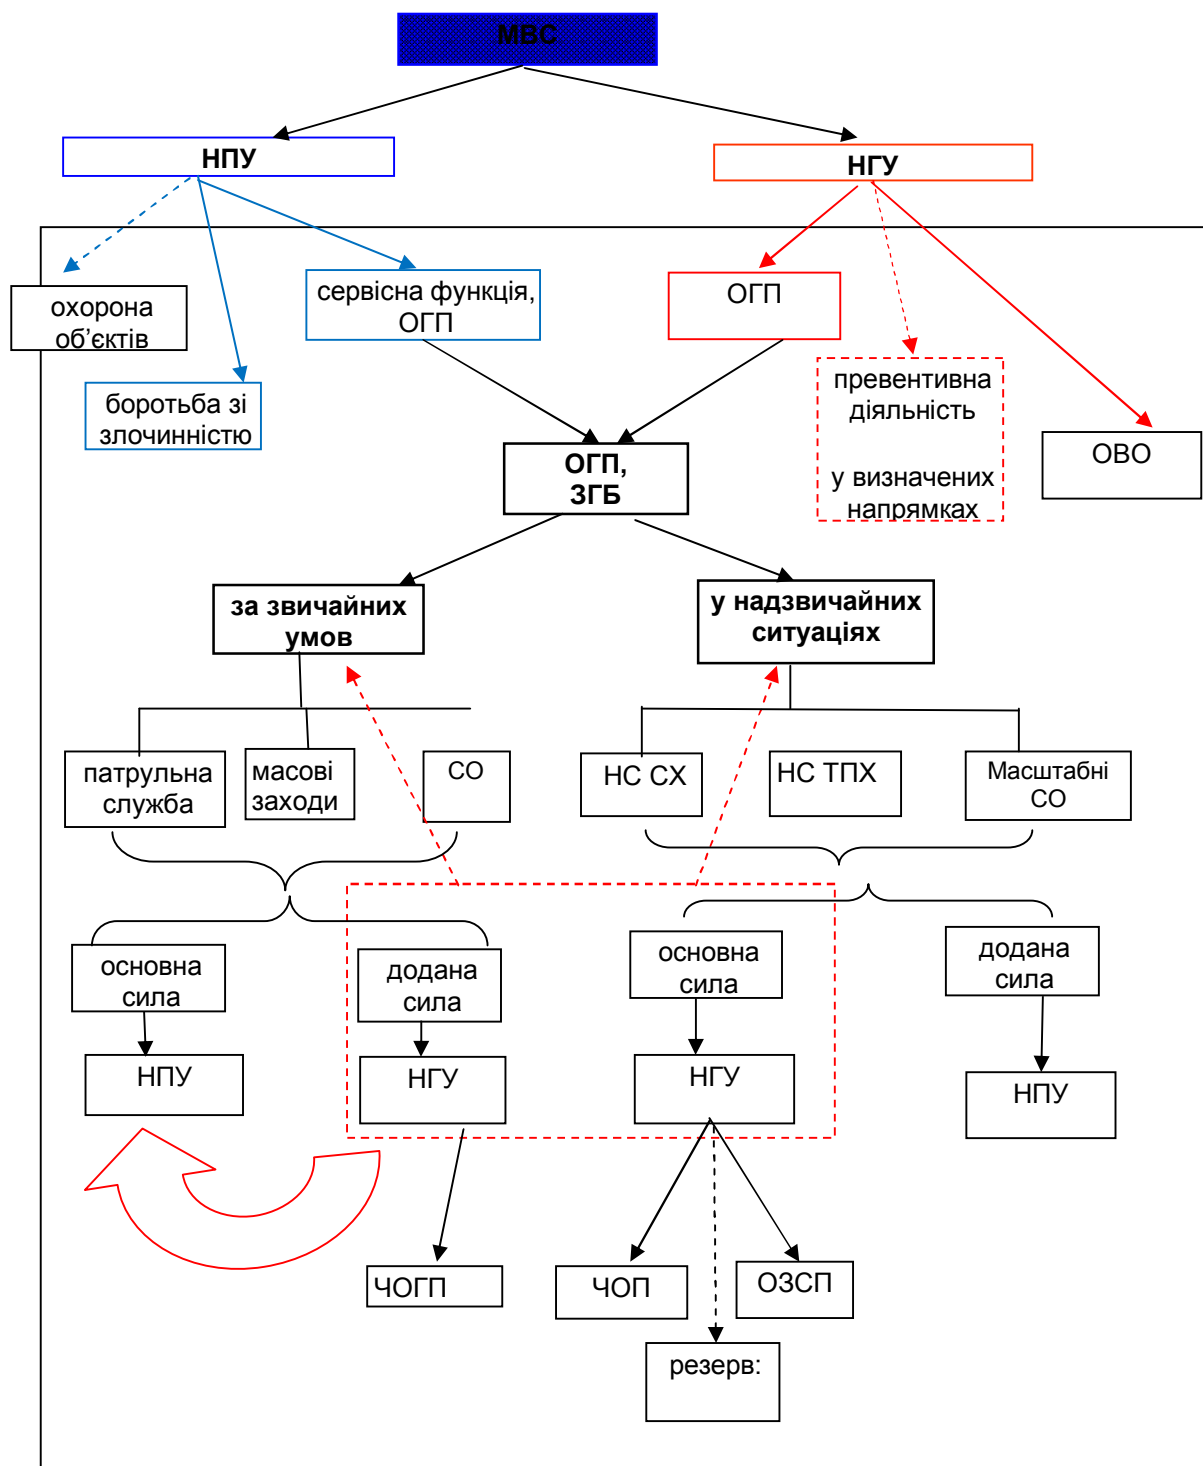 МВС
НПУ
НГУ
охорона
об’єктів
сервісна функція,
ОГП
ОГП
боротьба зі
злочинністю
превентивна
діяльність
у визначених
напрямках
ОВО
ОГП,
ЗГБ
за звичайних
умов
у надзвичайних
ситуаціях
патрульна
служба
масові
заходи
СО
НС СХ
НС ТПХ
Масштабні
СО
основна
сила
додана
сила
основна
сила
додана
сила
НПУ
НГУ
НГУ
НПУ
ЧОГП
ЧОП
ОЗСП
резерв: